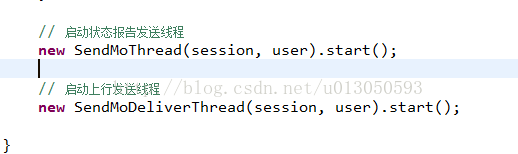 // 启动状态报告发送线程
new SendMoThread(session, user).start();
// 启动上行发送线程
new SendMoDeliverThread(session, user).start();
}
//blog.csdn.net/u013050593